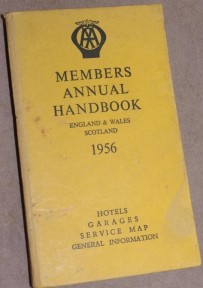 AA
MEMBERS
ANNUAL
HANDBOOK
ENGLAND & WALES
SCOTLAND
1956
HOTELS
GARAGES
SERVICE MAP
GENERAL INFORMATION